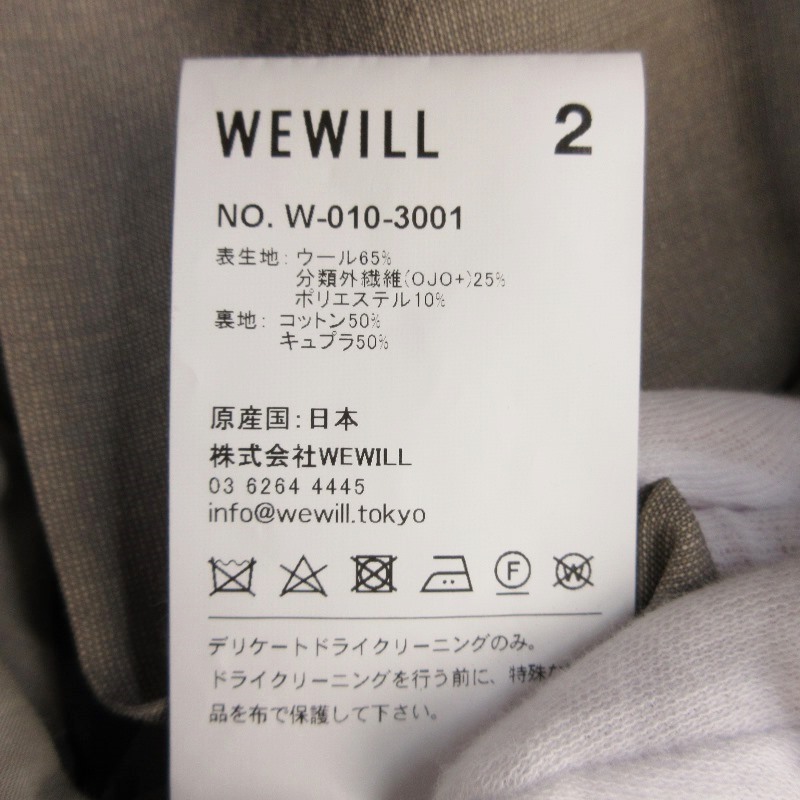 WEWILL 2
NO. W-010-3001
表生地: ウール65%
分類外繊維(OJO+)25%
ポリエステル10%
裏地: コットン50%
キュプラ50%
原産国:日本
株式会社WEWILL
03 6264 4445
info@wewill.tokyo
F W
デリケートドライクリーニングのみ。
ドライクリーニングを行う前に、特殊な
品を布で保護して下さい。